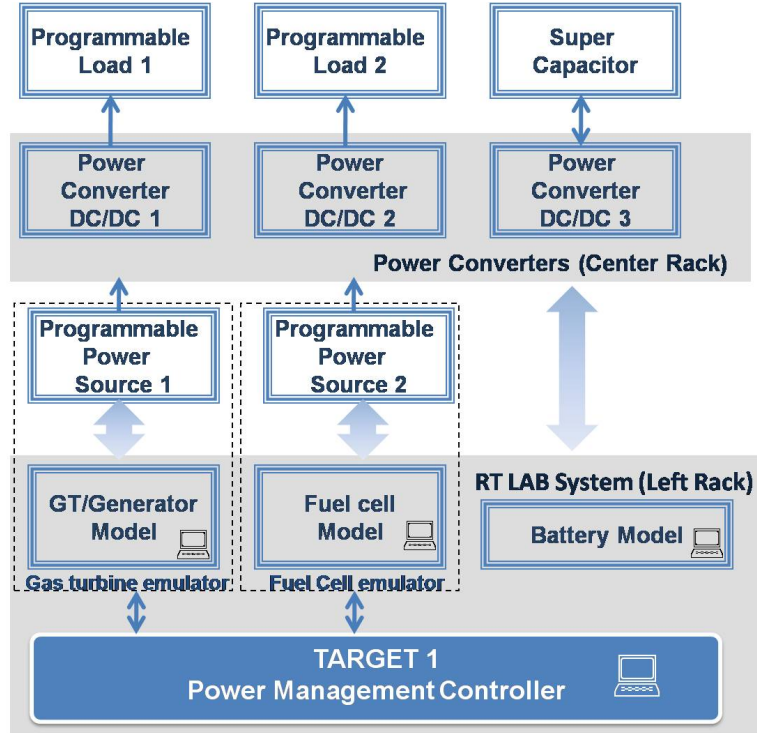 Programmable
Load 1
Programmable
Load 2
Super
Capacitor
Power
Converter
DC/DC 1
Power
Converter
DC/DC 2
Power
Converter
DC/DC 3
Power Converters (Center Rack)
Programmable
Power
Source 1
Programmable
Power
Source 2
GT/Generator
Model
Gas turbine emulator
Fuel cell
Model
Fuel Cell emulator
RT LAB System (Left Rack)
Battery Model
TARGET 1
Power Management Controller